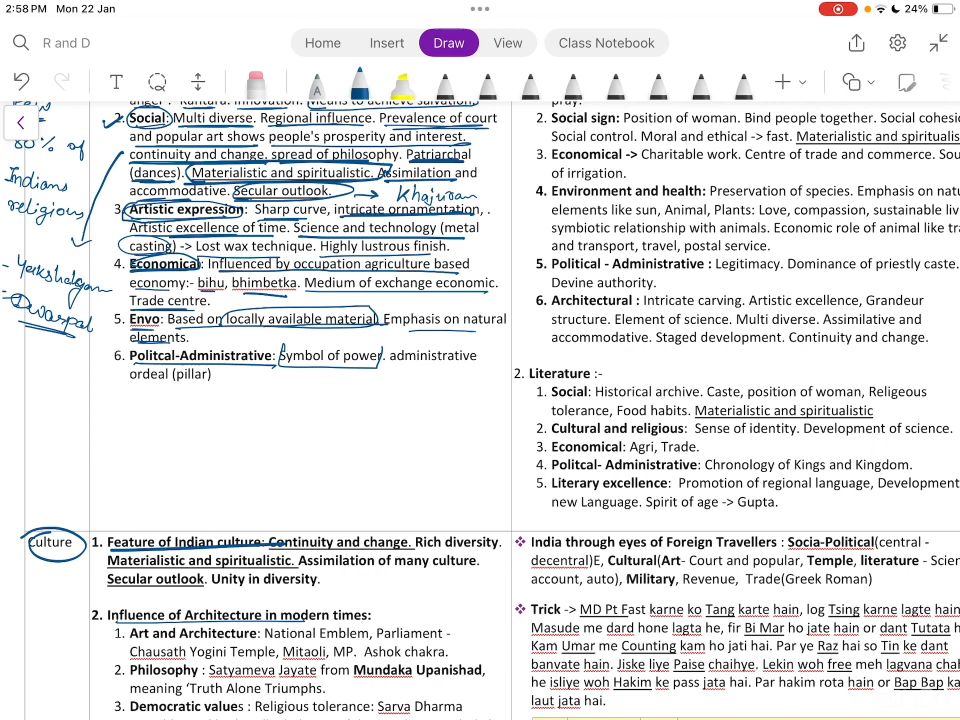 2:58 PM Mon 22 Jan
24%
R and D
Home Insert Draw View Class Notebook
T
A
80% of
Indians
religious
- Yakshagan
- Dwarpal
anger : Kantara. Innovation. Means to achieve salvation.
2. Social: Multi diverse. Regional influence. Prevalence of court
and popular art shows people's prosperity and interest,
continuity and change. spread of philosophy. Patriarchal
(dances). Materialistic and spiritualistic. Assimilation and
accommodative. Secular outlook. → Khajuran
3. Artistic expression: Sharp curve, intricate ornamentation, .
Artistic excellence of time. Science and technology (metal
casting) -> Lost wax technique. Highly lustrous finish.
4. Economical: Influenced by occupation agriculture based
economy:- bihu, bhimbetka. Medium of exchange economic.
Trade centre.
5. Envo: Based on locally available material. Emphasis on natural
elements.
6. Politcal-Administrative: Symbol of power. administrative
ordeal (pillar)
pray.
2. Social sign: Position of woman. Bind people together. Social cohesi
Social control. Moral and ethical -> fast. Materialistic and spiritualis
3. Economical -> Charitable work. Centre of trade and commerce. Sou
of irrigation.
4. Environment and health: Preservation of species. Emphasis on natu
elements like sun, Animal, Plants: Love, compassion, sustainable liv
symbiotic relationship with animals. Economic role of animal like tra
and transport, travel, postal service.
5. Political - Administrative : Legitimacy. Dominance of priestly caste.
Devine authority.
6. Architectural : Intricate carving. Artistic excellence, Grandeur
structure. Element of science. Multi diverse. Assimilative and
accommodative. Staged development. Continuity and change.
2. Literature :-
1. Social: Historical archive. Caste, position of woman, Religeous
tolerance, Food habits. Materialistic and spiritualistic
2. Cultural and religious: Sense of identity. Development of science.
3. Economical: Agri, Trade.
4. Politcal- Administrative: Chronology of Kings and Kingdom.
5. Literary excellence: Promotion of regional language, Development
new Language. Spirit of age -> Gupta.
Culture
1. Feature of Indian culture: Continuity and change. Rich diversity.
Materialistic and spiritualistic. Assimilation of many culture.
Secular outlook. Unity in diversity.
2. Influence of Architecture in modern times:
1. Art and Architecture: National Emblem, Parliament -
Chausath Yogini Temple, Mitaoli, MP. Ashok chakra.
2. Philosophy : Satyameva Jayate from Mundaka Upanishad,
meaning 'Truth Alone Triumphs.
3. Democratic values : Religious tolerance: Sarva Dharma
❖ India through eyes of Foreign Travellers : Socia-Political(central -
decentral)E, Cultural(Art- Court and popular, Temple, literature - Scien
account, auto), Military, Revenue, Trade(Greek Roman)
❖ Trick -> MD Pt Fast karne ko Tang karte hain, log Tsing karne lagte hain
Masude me dard hone lagta he, fir Bi Mar ho jate hain or dant Tutata h
Kam Umar me Counting kam ho jati hai. Par ye Raz hai so Tin ke dant
banvate hain. Jiske liye Paise chaihye. Lekin woh free meh lagvana chah
he isliye woh Hakim ke pass jata hai. Par hakim rota hain or Bap Bap ka
laut jata hai.